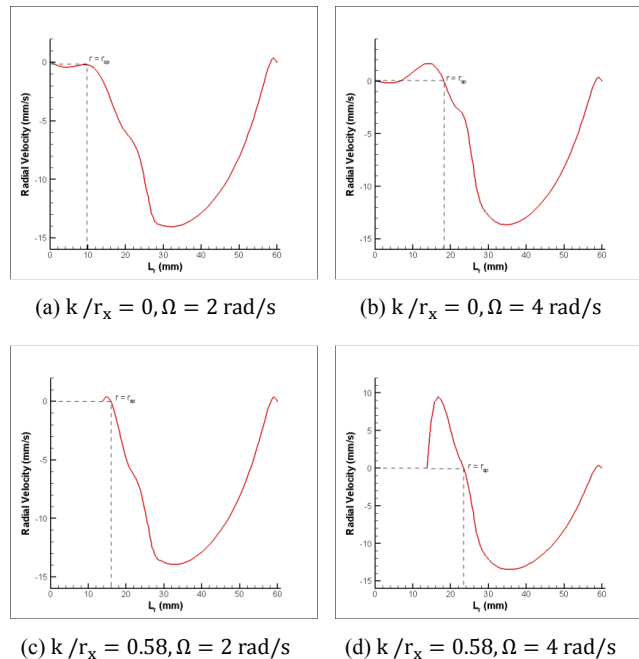 0
-5
-10
-15
Radial Velocity (mm/s)
r = r_sp
0 10 20 30 40 50 60
L_r (mm)
(a) k /r_x = 0, Ω = 2 rad/s
0
-5
-10
-15
Radial Velocity (mm/s)
r = r_sp
0 10 20 30 40 50 60
L_r (mm)
(b) k /r_x = 0, Ω = 4 rad/s
0
-5
-10
-15
Radial Velocity (mm/s)
r = r_sp
0 10 20 30 40 50 60
L_r (mm)
(c) k /r_x = 0.58, Ω = 2 rad/s
10
5
0
-5
-10
-15
Radial Velocity (mm/s)
r = r_sp
0 10 20 30 40 50 60
L_r (mm)
(d) k /r_x = 0.58, Ω = 4 rad/s